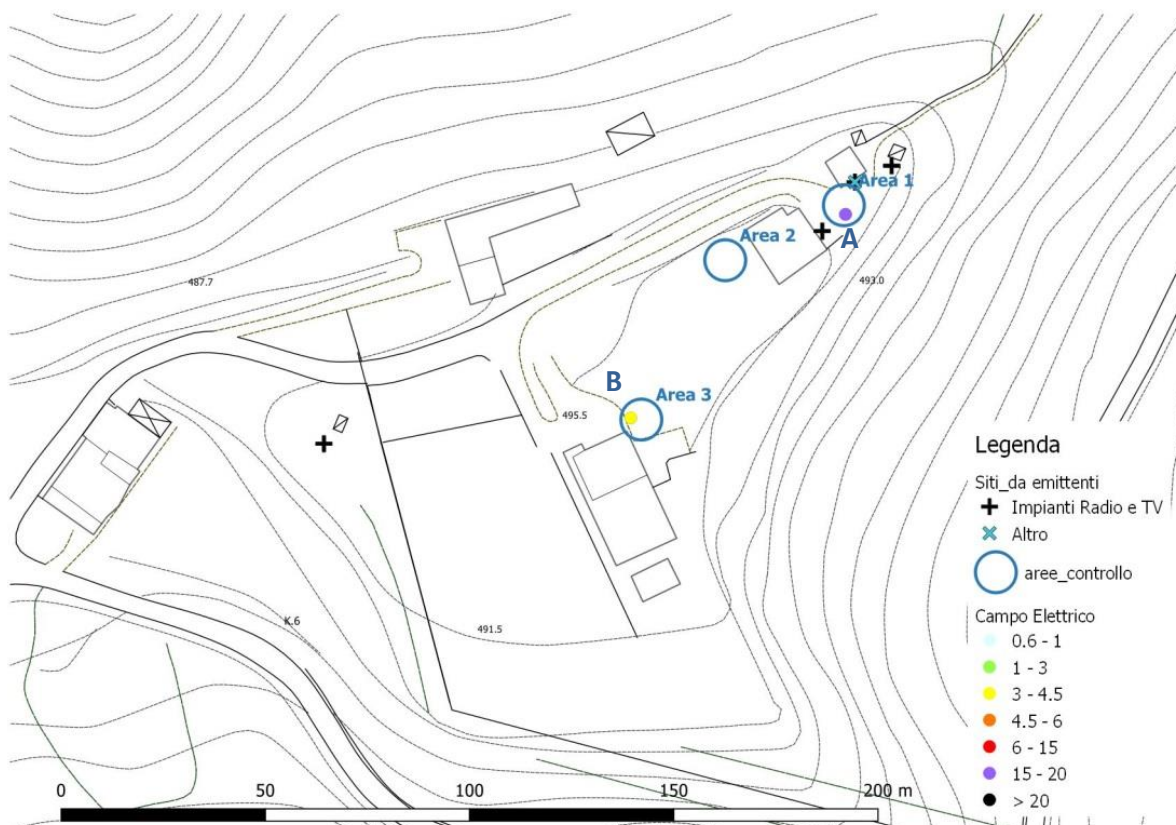 Area 1
Area 2
A
487.7
493.0
B
Area 3
495.5
Legenda
Siti_da emittenti
Impianti Radio e TV
Altro
aree_controllo
Campo Elettrico
K.6
491.5
0.6 - 1
1 - 3
3 - 4.5
4.5 - 6
6 - 15
15 - 20
> 20
0 50 100 150 200 m